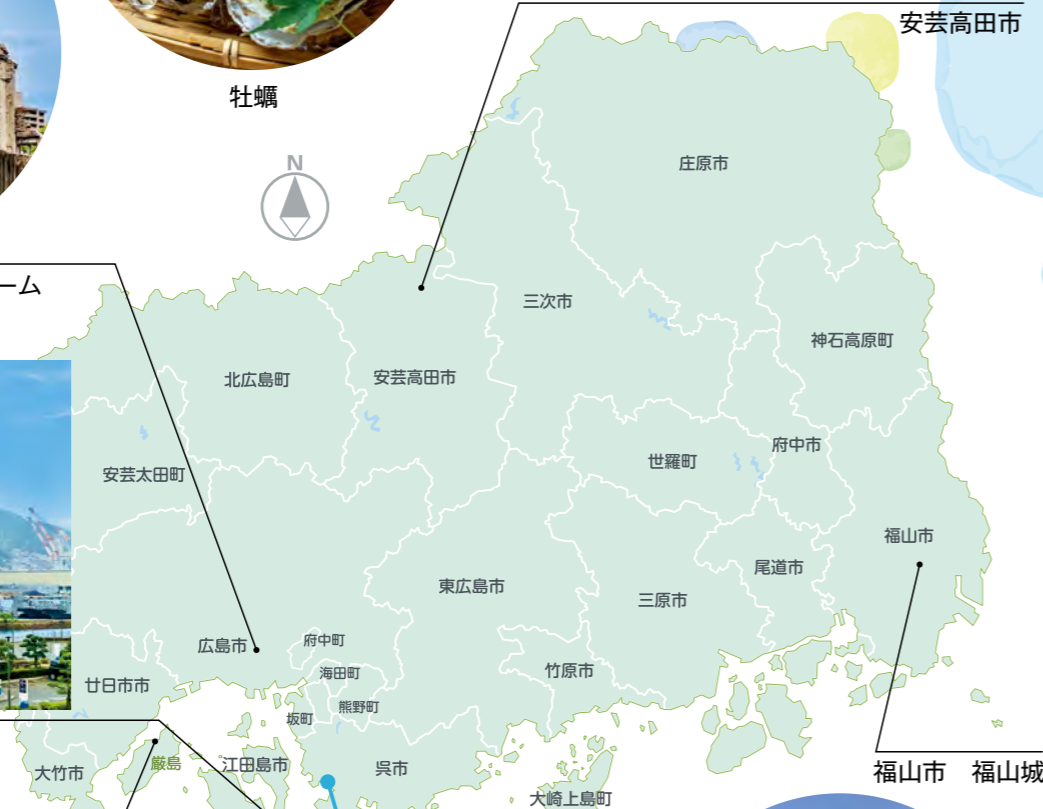 安芸高田市
牡蠣
N
庄原市
ーム
三次市
神石高原町
北広島町
安芸高田市
府中市
世羅町
安芸太田町
福山市
尾道市
東広島市
三原市
広島市
府中町
海田町
竹原市
廿日市市
熊野町
坂町
厳島
江田島市
呉市
大竹市
福山市 福山城
大崎上島町